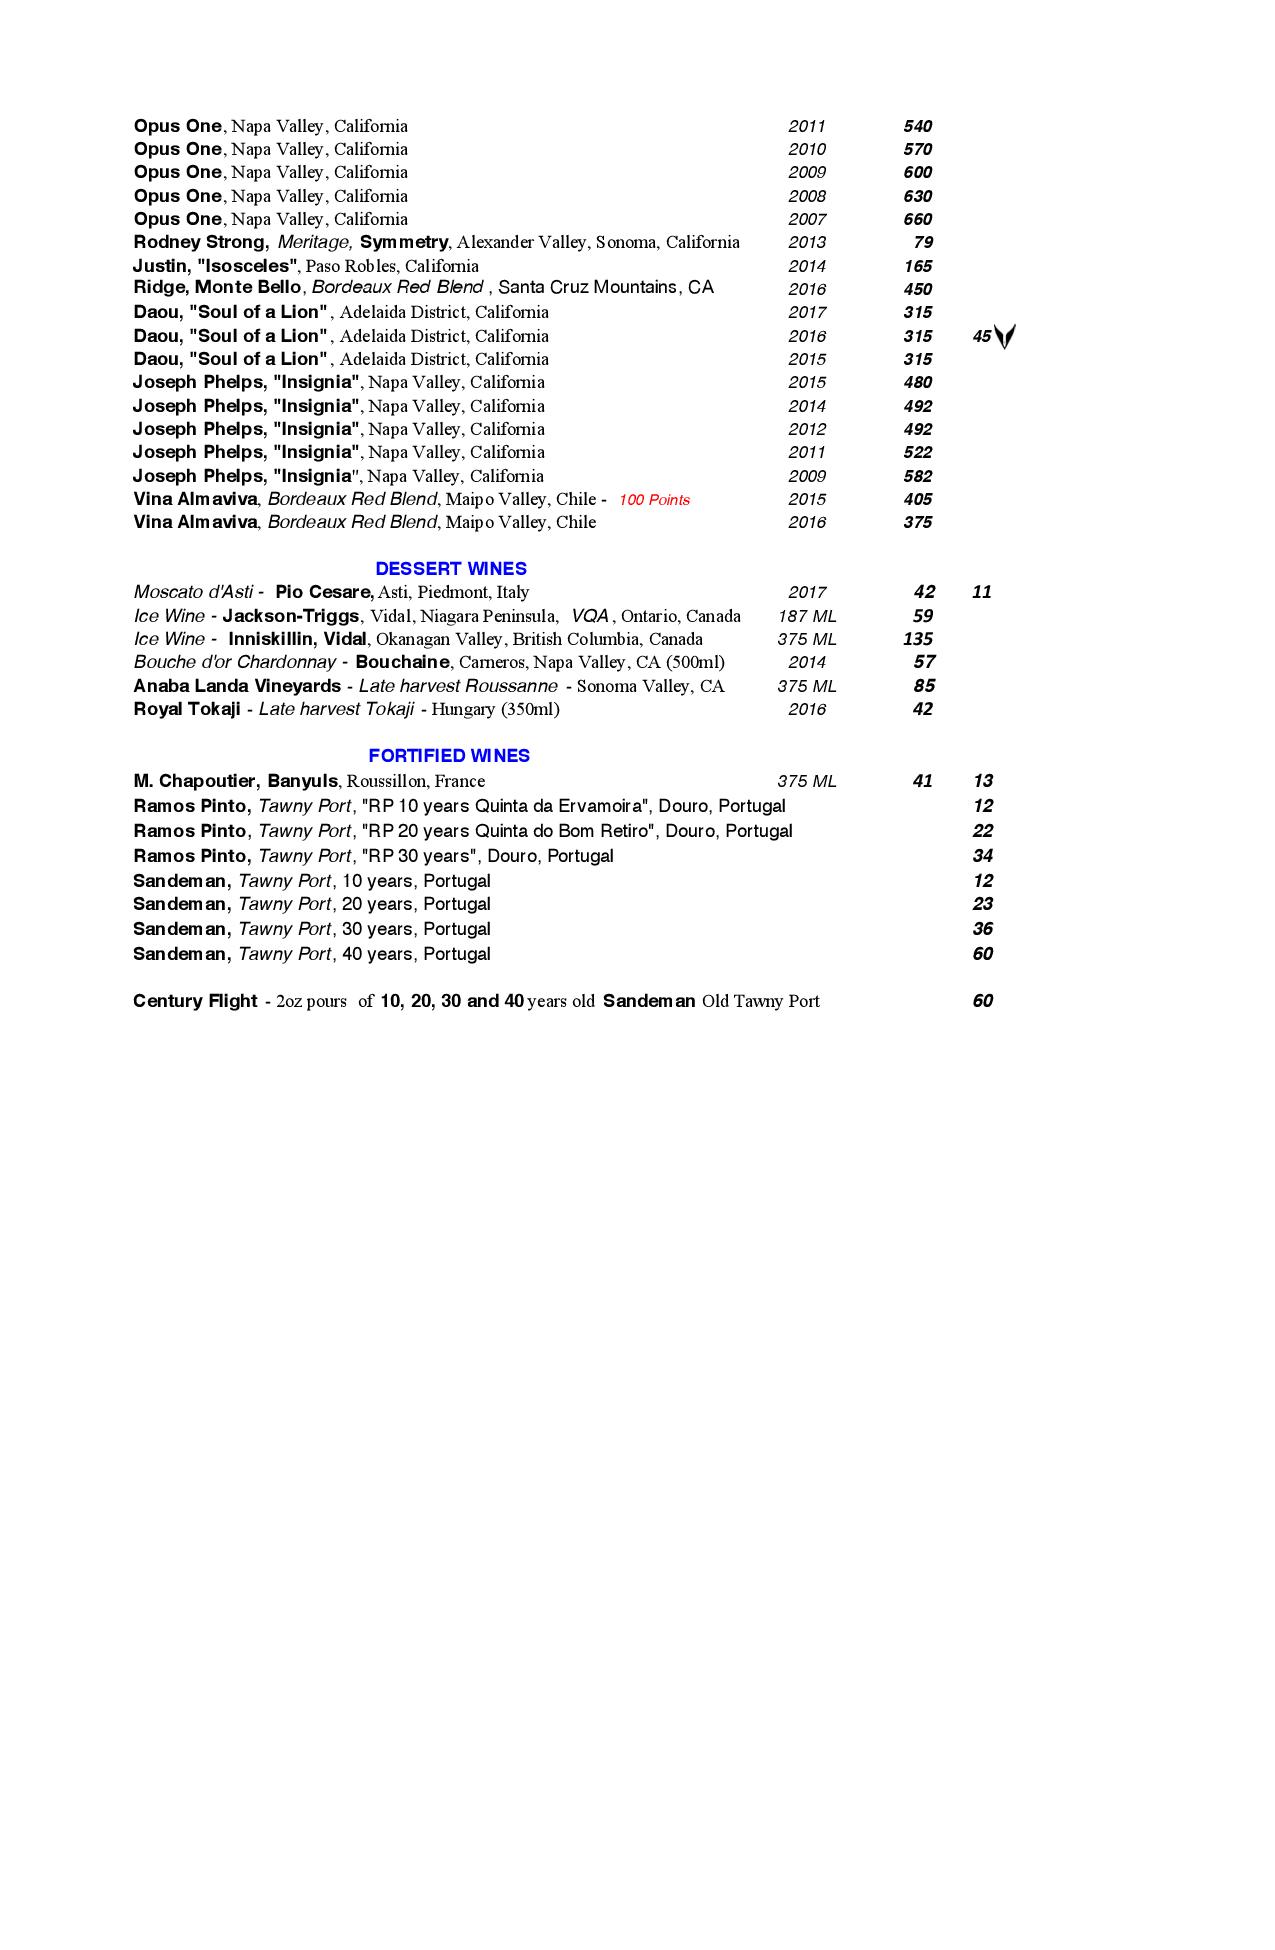 Opus One, Napa Valley, California 2011 540
Opus One, Napa Valley, California 2010 570
Opus One, Napa Valley, California 2009 600
Opus One, Napa Valley, California 2008 630
Opus One, Napa Valley, California 2007 660
Rodney Strong, Meritage, Symmetry, Alexander Valley, Sonoma, California 2013 79
Justin, "Isosceles", Paso Robles, California 2014 165
Ridge, Monte Bello, Bordeaux Red Blend , Santa Cruz Mountains, CA 2016 450
Daou, "Soul of a Lion" , Adelaida District, California 2017 315
Daou, "Soul of a Lion" , Adelaida District, California 2016 315 45
Daou, "Soul of a Lion" , Adelaida District, California 2015 315
Joseph Phelps, "Insignia", Napa Valley, California 2015 480
Joseph Phelps, "Insignia", Napa Valley, California 2014 492
Joseph Phelps, "Insignia", Napa Valley, California 2012 492
Joseph Phelps, "Insignia", Napa Valley, California 2011 522
Joseph Phelps, "Insignia", Napa Valley, California 2009 582
Vina Almaviva, Bordeaux Red Blend, Maipo Valley, Chile - 100 Points 2015 405
Vina Almaviva, Bordeaux Red Blend, Maipo Valley, Chile 2016 375
DESSERT WINES
Moscato d'Asti - Pio Cesare, Asti, Piedmont, Italy 2017 42 11
Ice Wine - Jackson-Triggs, Vidal, Niagara Peninsula, VQA , Ontario, Canada 187 ML 59
Ice Wine - Inniskillin, Vidal, Okanagan Valley, British Columbia, Canada 375 ML 135
Bouche d'or Chardonnay - Bouchaine, Carneros, Napa Valley, CA (500ml) 2014 57
Anaba Landa Vineyards - Late harvest Roussanne - Sonoma Valley, CA 375 ML 85
Royal Tokaji - Late harvest Tokaji - Hungary (350ml) 2016 42
FORTIFIED WINES
M. Chapoutier, Banyuls, Roussillon, France 375 ML 41 13
Ramos Pinto, Tawny Port, "RP 10 years Quinta da Ervamoira", Douro, Portugal 12
Ramos Pinto, Tawny Port, "RP 20 years Quinta do Bom Retiro", Douro, Portugal 22
Ramos Pinto, Tawny Port, "RP 30 years", Douro, Portugal 34
Sandeman, Tawny Port, 10 years, Portugal 12
Sandeman, Tawny Port, 20 years, Portugal 23
Sandeman, Tawny Port, 30 years, Portugal 36
Sandeman, Tawny Port, 40 years, Portugal 60
Century Flight - 2oz pours of 10, 20, 30 and 40 years old Sandeman Old Tawny Port 60